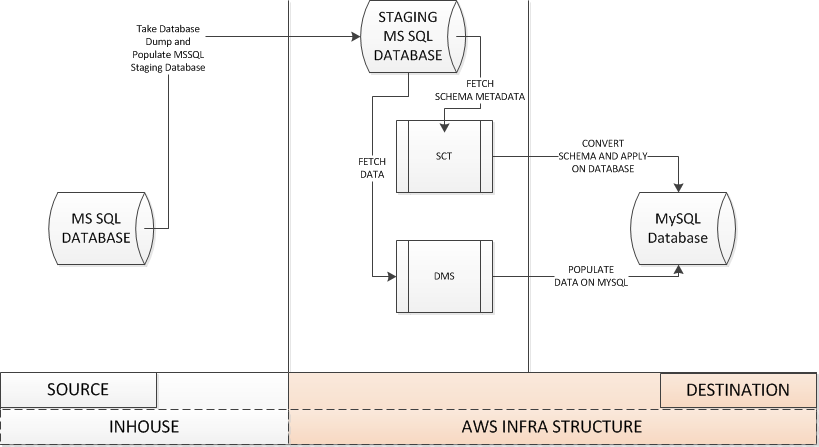 Take Database
Dump and
Populate MSSQL
Staging Database
STAGING
MS SQL
DATABASE
FETCH
SCHEMA METADATA
FETCH
DATA
SCT
CONVERT
SCHEMA AND APPLY
ON DATABASE
MS SQL
DATABASE
MySQL
Database
DMS
POPULATE
DATA ON MYSQL
SOURCE
DESTINATION
INHOUSE
AWS INFRA STRUCTURE